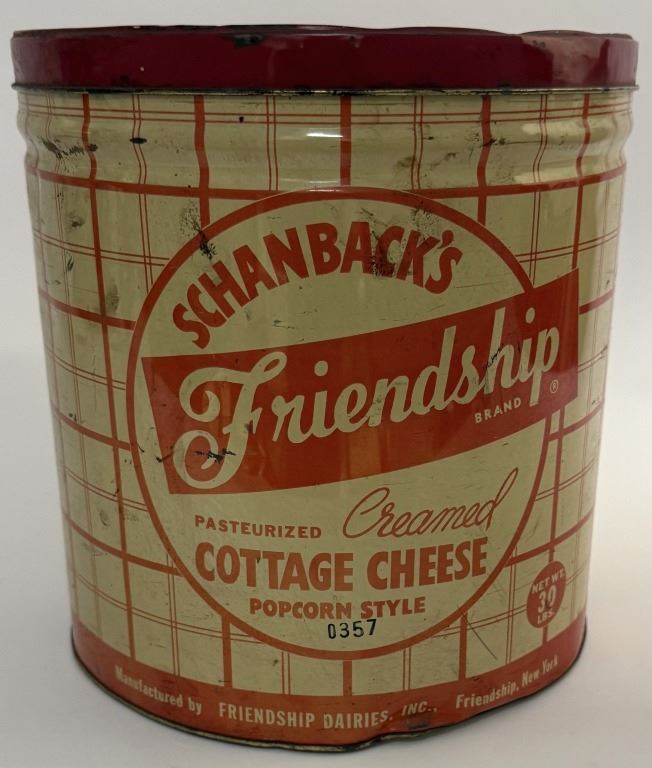 SCHANBACK'S
Friendship
BRAND ®
PASTEURIZED Creamed
COTTAGE CHEESE
POPCORN STYLE
0357
NET WT.
30
LBS.
Manufactured by FRIENDSHIP DAIRIES, INC., Friendship, New York